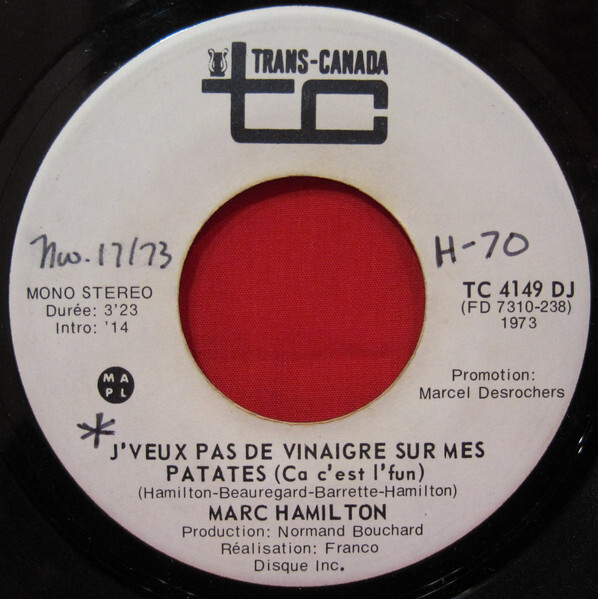 TRANS-CANADA
tc
Nov. 17/73
H-70
MONO STEREO
Durée: 3'23
Intro: '14
TC 4149 DJ
(FD 7310-238)
1973
Promotion:
Marcel Desrochers
MA
PL
*
J'VEUX PAS DE VINAIGRE SUR MES
PATATES (Ca c'est l'fun)
(Hamilton-Beauregard-Barrette-Hamilton)
MARC HAMILTON
Production: Normand Bouchard
Réalisation: Franco
Disque Inc.